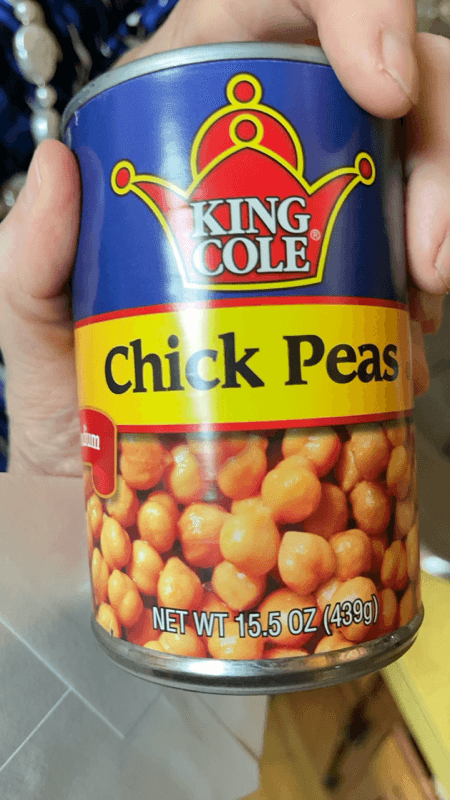 KING
COLE®
Chick Peas
NET WT 15.5 OZ (439g)